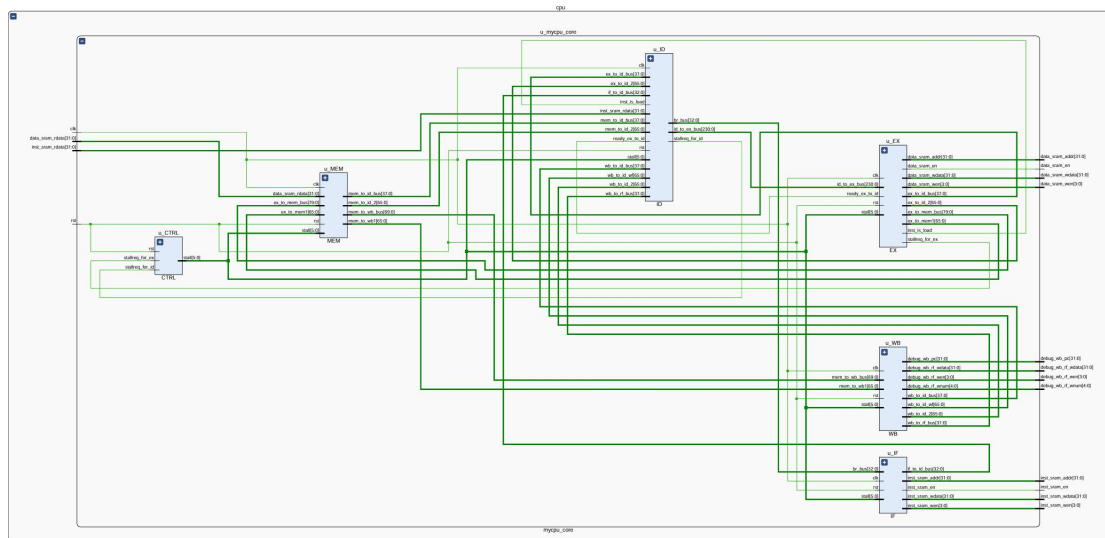 cpu
u_mycpu_core
clk
data_sram_rdata[31:0]
inst_sram_rdata[31:0]
rst
u_CTRL
rst
stallreq_for_ex
stallreq_for_id
stall[5:0]
CTRL
u_MEM
clk
data_sram_rdata[31:0]
ex_to_mem_bus[79:0]
ex_to_mem1[65:0]
rst
stall[5:0]
mem_to_id_bus[37:0]
mem_to_id_2[65:0]
mem_to_wb_bus[69:0]
mem_to_wb1[65:0]
MEM
u_ID
clk
ex_to_id_bus[37:0]
ex_to_id_2[65:0]
if_to_id_bus[32:0]
inst_is_load
inst_sram_rdata[31:0]
mem_to_id_bus[37:0]
mem_to_id_2[65:0]
ready_ex_to_id
rst
stall[5:0]
wb_to_id_bus[37:0]
wb_to_id_wf[65:0]
wb_to_id_2[65:0]
wb_to_rf_bus[37:0]
br_bus[32:0]
id_to_ex_bus[230:0]
stallreq_for_id
ID
u_EX
clk
id_to_ex_bus[230:0]
ready_ex_to_id
rst
stall[5:0]
data_sram_addr[31:0]
data_sram_en
data_sram_wdata[31:0]
data_sram_wen[3:0]
ex_to_id_bus[37:0]
ex_to_id_2[65:0]
ex_to_mem_bus[79:0]
ex_to_mem1[65:0]
inst_is_load
stallreq_for_ex
EX
data_sram_addr[31:0]
data_sram_en
data_sram_wdata[31:0]
data_sram_wen[3:0]
u_WB
clk
mem_to_wb_bus[69:0]
mem_to_wb1[65:0]
rst
stall[5:0]
debug_wb_pc[31:0]
debug_wb_rf_wdata[31:0]
debug_wb_rf_wen[3:0]
debug_wb_rf_wnum[4:0]
wb_to_id_bus[37:0]
wb_to_id_wf[65:0]
wb_to_id_2[65:0]
wb_to_rf_bus[37:0]
WB
debug_wb_pc[31:0]
debug_wb_rf_wdata[31:0]
debug_wb_rf_wen[3:0]
debug_wb_rf_wnum[4:0]
u_IF
br_bus[32:0]
clk
rst
stall[5:0]
if_to_id_bus[32:0]
inst_sram_addr[31:0]
inst_sram_en
inst_sram_wdata[31:0]
inst_sram_wen[3:0]
IF
inst_sram_addr[31:0]
inst_sram_en
inst_sram_wdata[31:0]
inst_sram_wen[3:0]
mycpu_core